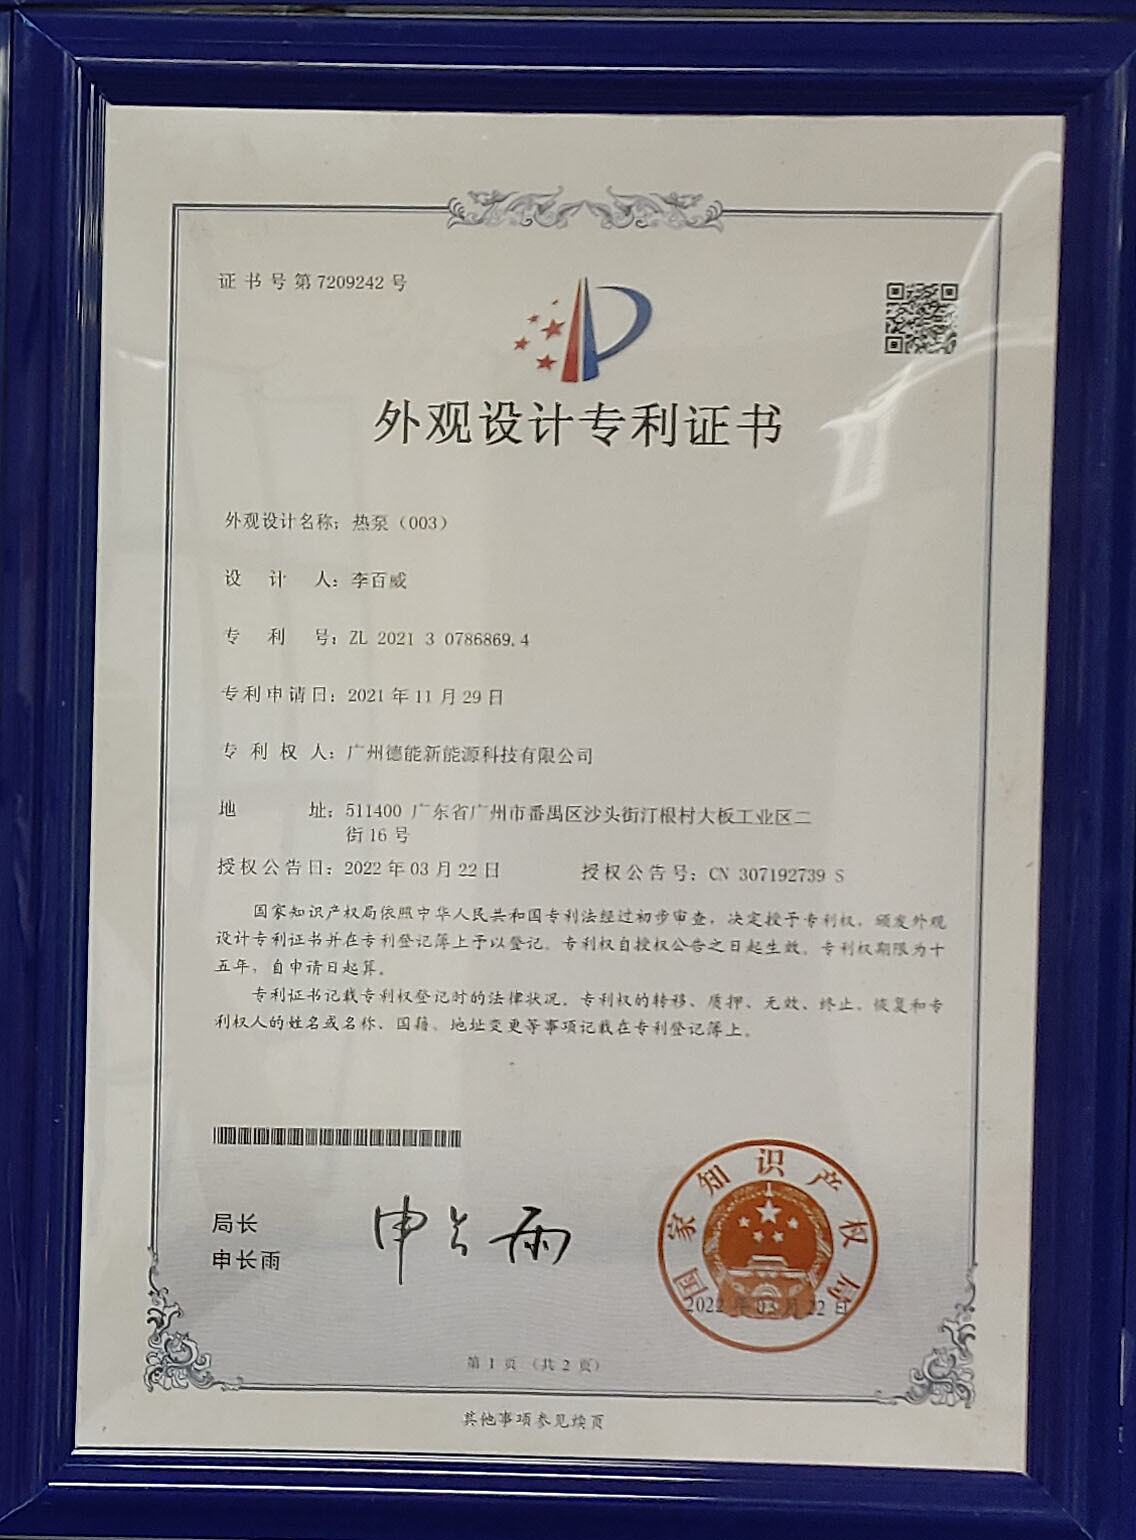 证书号第7209242号
外观设计专利证书
外观设计名称：热泵（003）
设计人：李百威
专利号：ZL 2021 3 0786869.4
专利申请日：2021年11月29日
专利权人：广州德能新能源科技有限公司
地址：511400 广东省广州市番禺区沙头街汀根村大板工业区二
街16号
授权公告日：2022年03月22日 授权公告号：CN 307192739 S
国家知识产权局依照中华人民共和国专利法经过初步审查，决定授予专利权，颁发外观
设计专利证书并在专利登记簿上予以登记。专利权自授权公告之日起生效。专利权期限为十
五年，自申请日起算。
专利证书记载专利权登记时的法律状况。专利权的转移、质押、无效、终止、恢复和专
利权人的姓名或名称、国籍、地址变更等事项记载在专利登记簿上。
局长
申长雨
申长雨
国家知识产权局
2022年03月22日
第1页（共2页）
其他事项参见续页